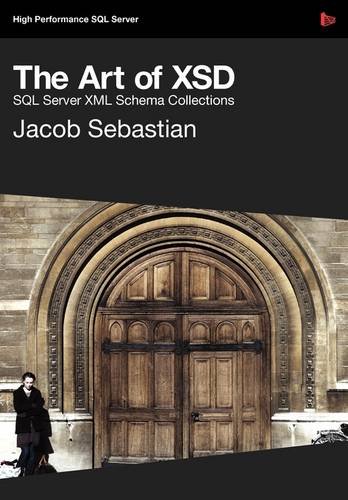 High Performance SQL Server
The Art of XSD
SQL Server XML Schema Collections
Jacob Sebastian